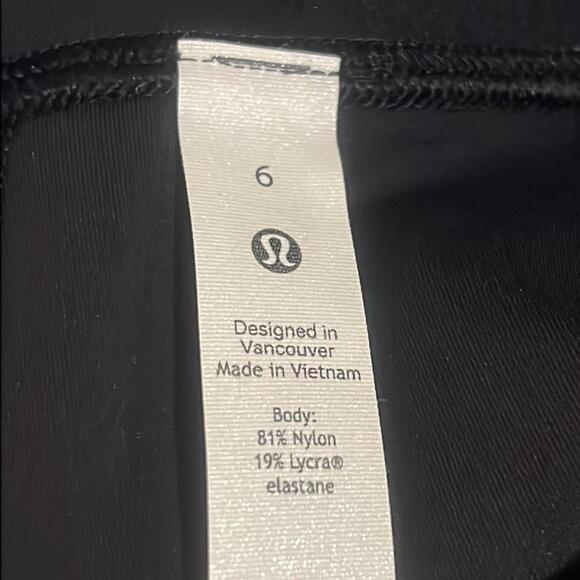 6
Designed in
Vancouver
Made in Vietnam
Body:
81% Nylon
19% Lycra®
elastane